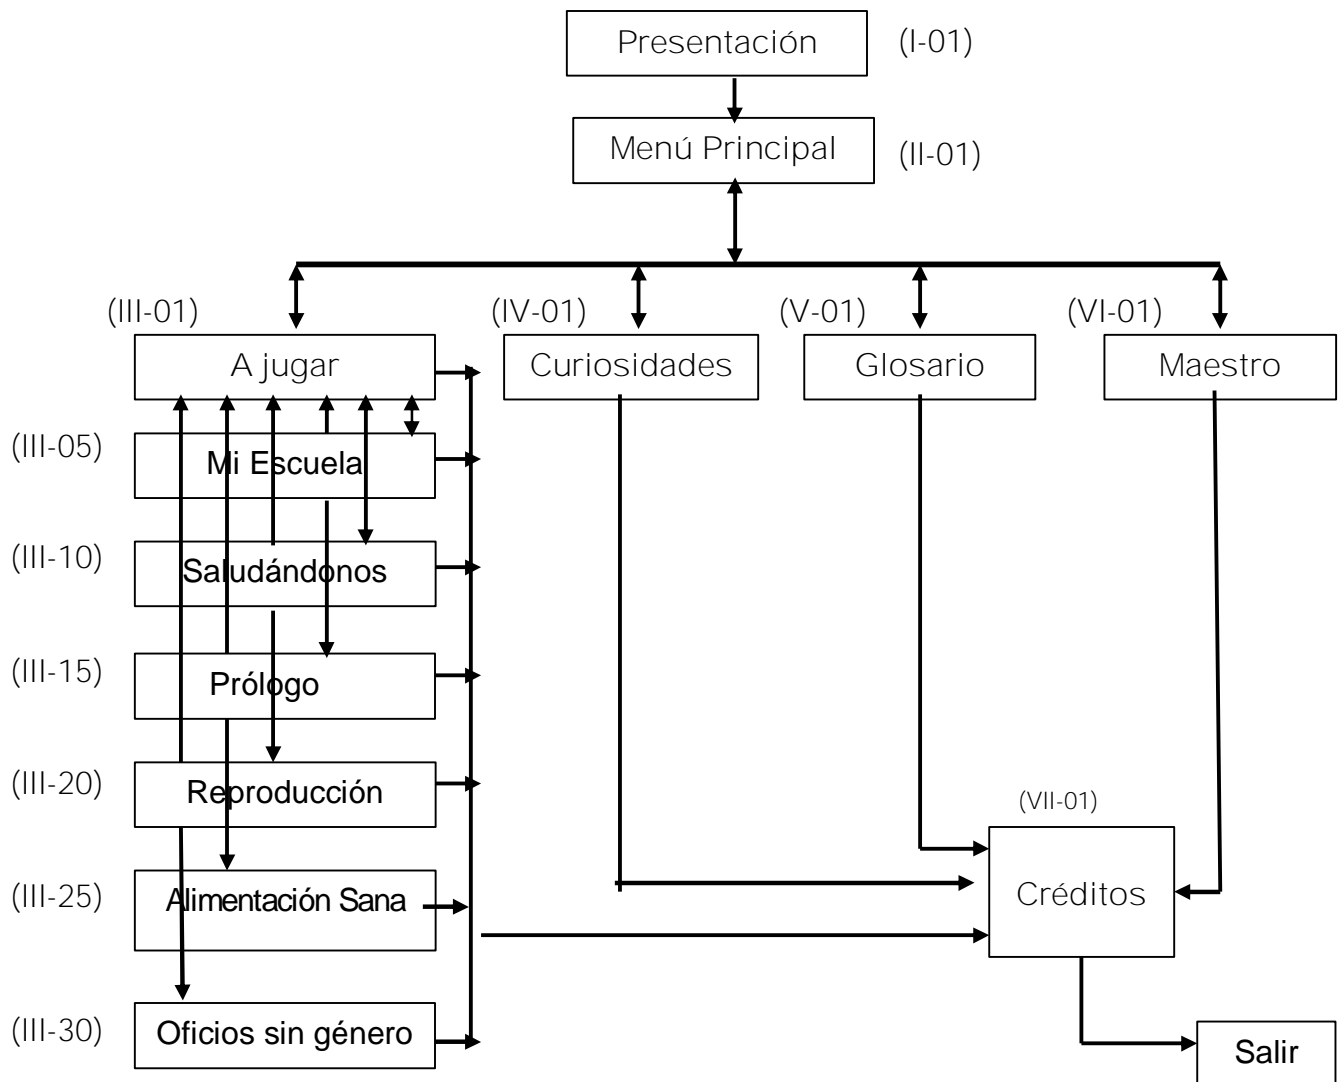 Presentación
(I-01)
Menú Principal
(II-01)
(III-01)
(IV-01)
(V-01)
(VI-01)
A jugar
Curiosidades
Glosario
Maestro
(III-05)
Mi Escuela
(III-10)
Saludándonos
(III-15)
Prólogo
(III-20)
Reproducción
(VII-01)
(III-25)
Alimentación Sana
Créditos
(III-30)
Oficios sin género
Salir